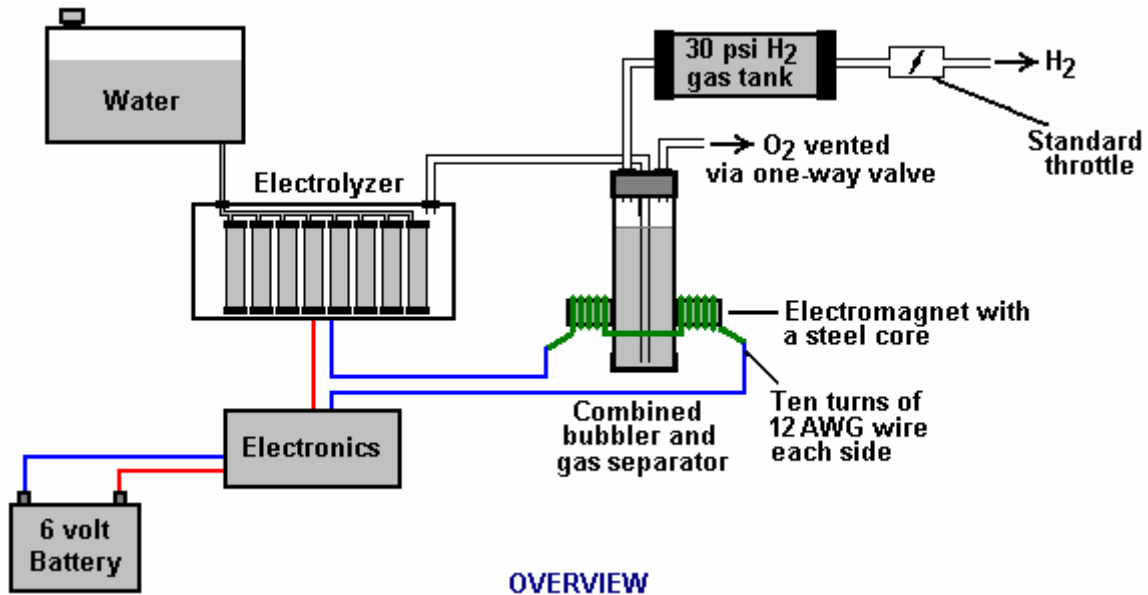 30 psi H2
gas tank
H2
Water
Standard
throttle
O2 vented
via one-way valve
Electrolyzer
Electromagnet with
a steel core
Combined
bubbler and
gas separator
Ten turns of
12 AWG wire
each side
Electronics
6 volt
Battery
OVERVIEW